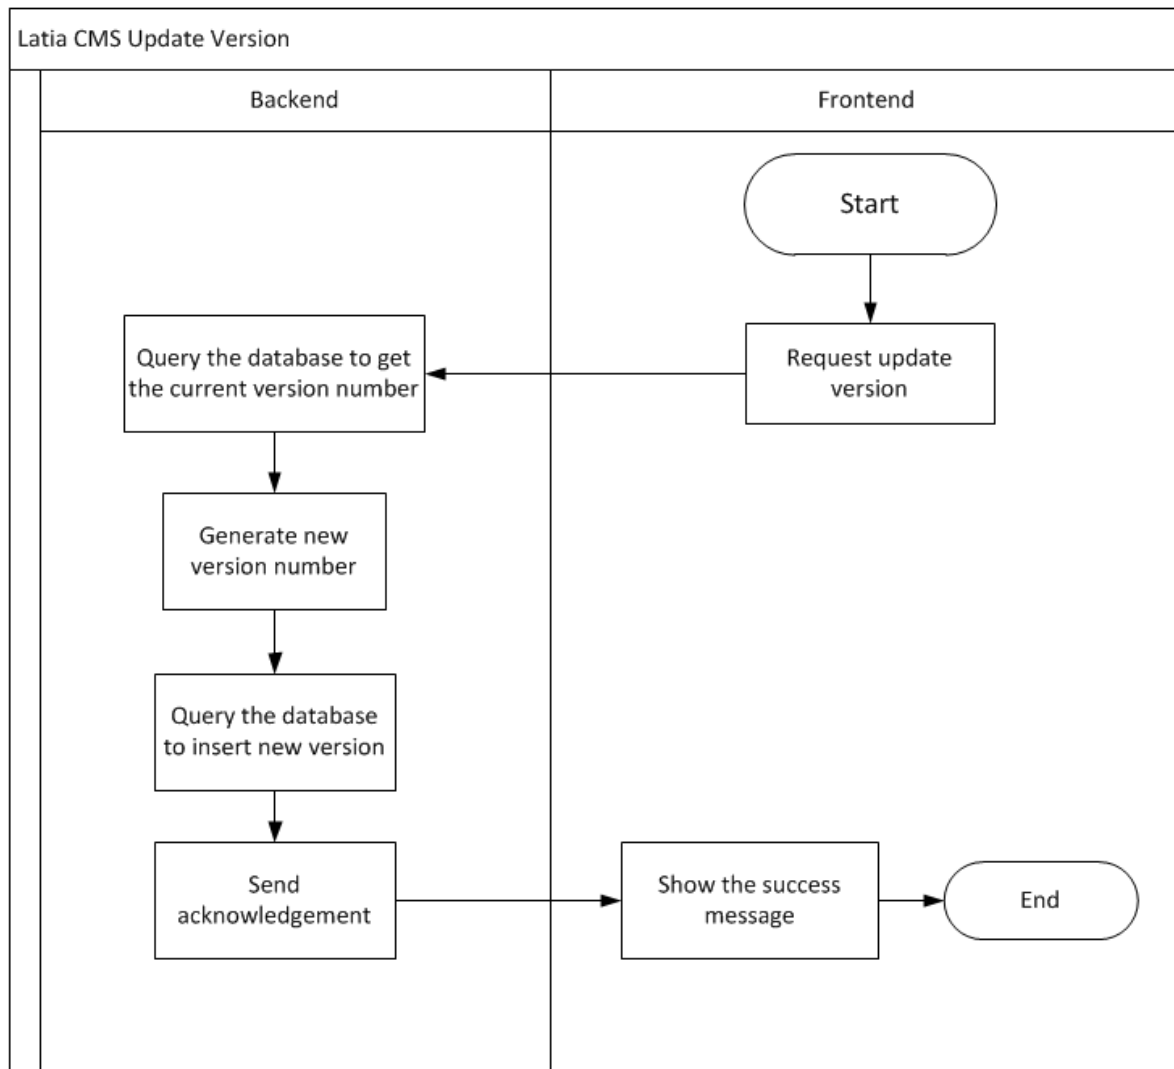 Latia CMS Update Version
Backend
Frontend
Start
Request update
version
Query the database to get
the current version number
Generate new
version number
Query the database
to insert new version
Send
acknowledgement
Show the success
message
End